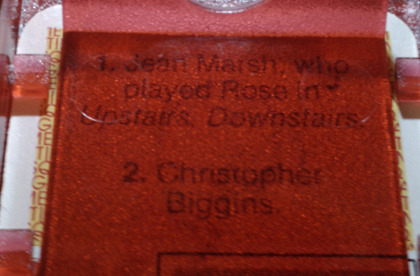 1. Jean Marsh, who
played Rose in
Upstairs, Downstairs.
2. Christopher
Biggins.